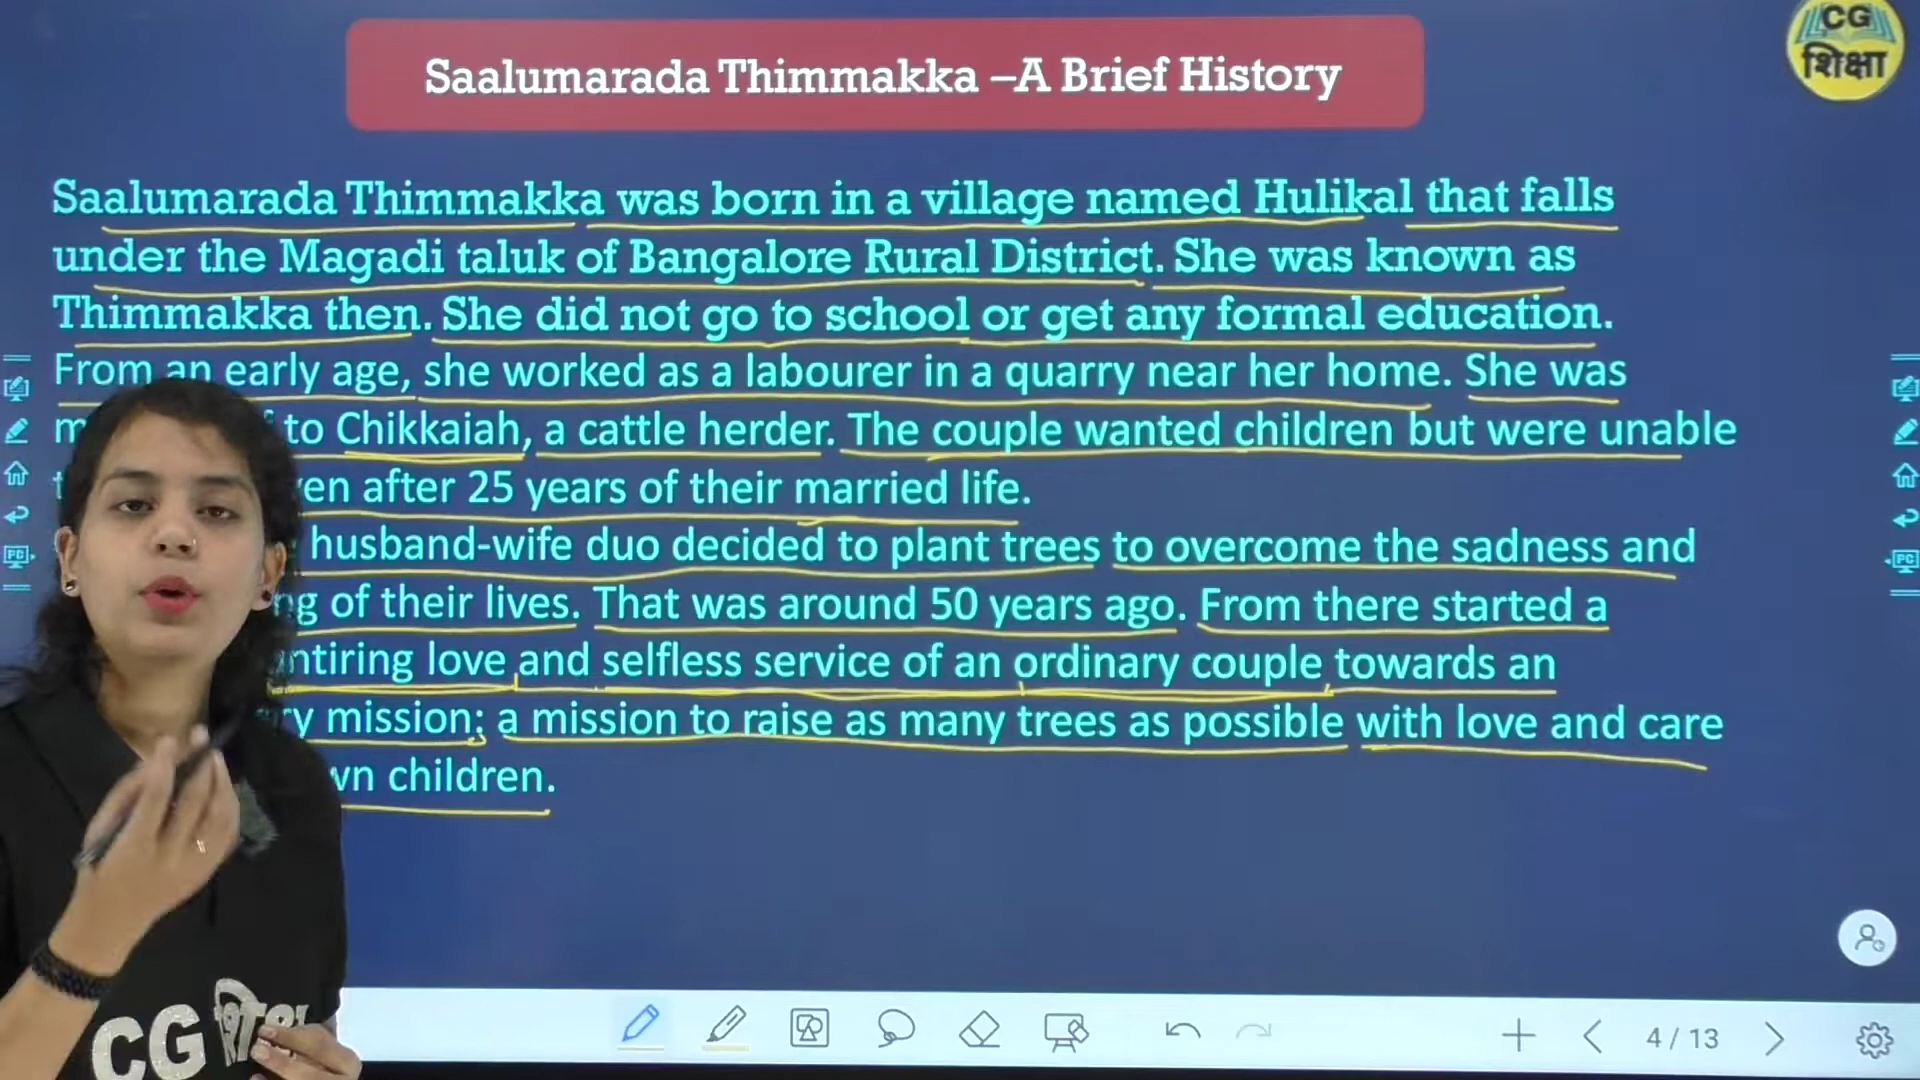 CG
शिक्षा
Saalumarada Thimmakka –A Brief History
Saalumarada Thimmakka was born in a village named Hulikal that falls
under the Magadi taluk of Bangalore Rural District. She was known as
Thimmakka then. She did not go to school or get any formal education.
From an early age, she worked as a labourer in a quarry near her home. She was
to Chikkaiah, a cattle herder. The couple wanted children but were unable
after 25 years of their married life.
husband-wife duo decided to plant trees to overcome the sadness and
of their lives. That was around 50 years ago. From there started a
love and selfless service of an ordinary couple towards an
mission; a mission to raise as many trees as possible with love and care
children.
PC
PC
CG
4 / 13